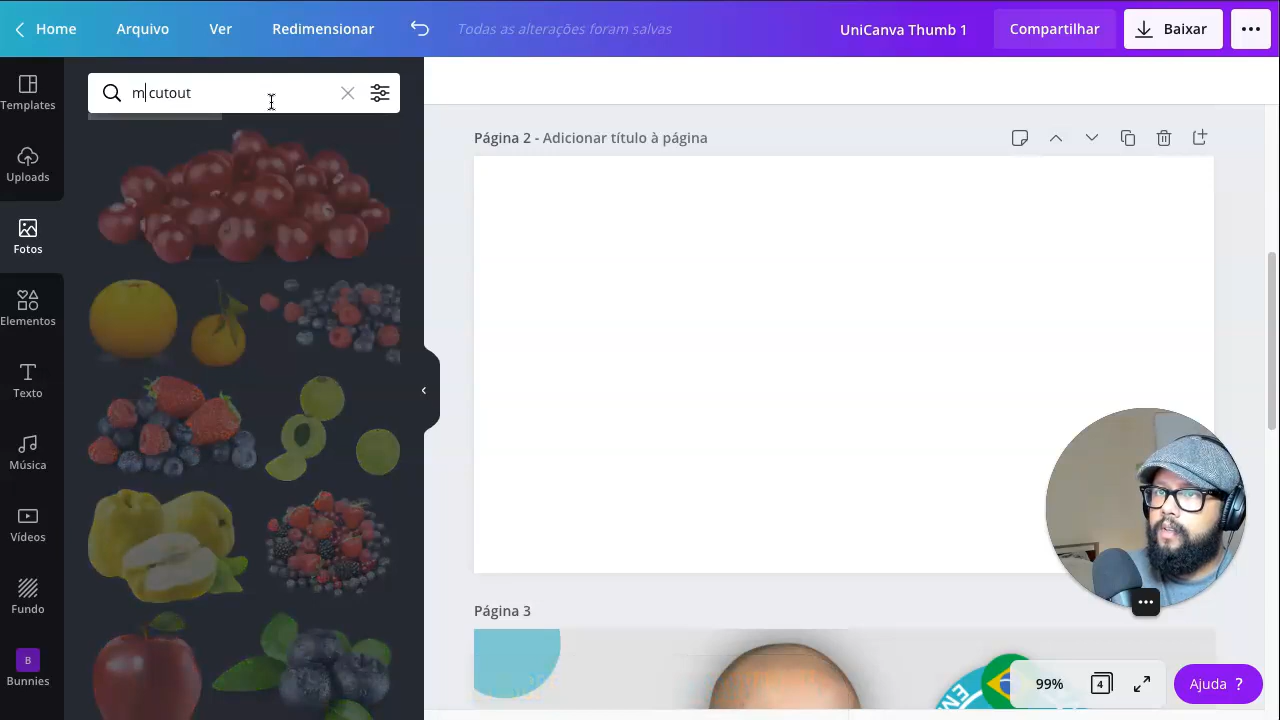 Home
Arquivo
Ver
Redimensionar
Todas as alterações foram salvas
UniCanva Thumb 1
Compartilhar
Baixar
m cutout
Templates
Uploads
Fotos
Elementos
Texto
Música
Vídeos
Fundo
B
Bunnies
Página 2 - Adicionar título à página
Página 3
99%
4
Ajuda ?